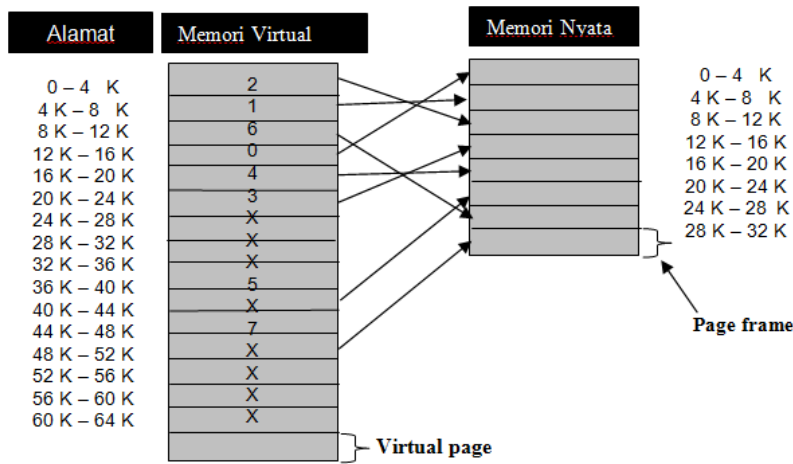 Alamat
Memori Virtual
Memori Nyata
0 – 4 K
4 K – 8 K
8 K – 12 K
12 K – 16 K
16 K – 20 K
20 K – 24 K
24 K – 28 K
28 K – 32 K
32 K – 36 K
36 K – 40 K
40 K – 44 K
44 K – 48 K
48 K – 52 K
52 K – 56 K
56 K – 60 K
60 K – 64 K
2
1
6
0
4
3
X
X
X
5
X
7
X
X
X
X
Virtual page
0 – 4 K
4 K – 8 K
8 K – 12 K
12 K – 16 K
16 K – 20 K
20 K – 24 K
24 K – 28 K
28 K – 32 K
Page frame